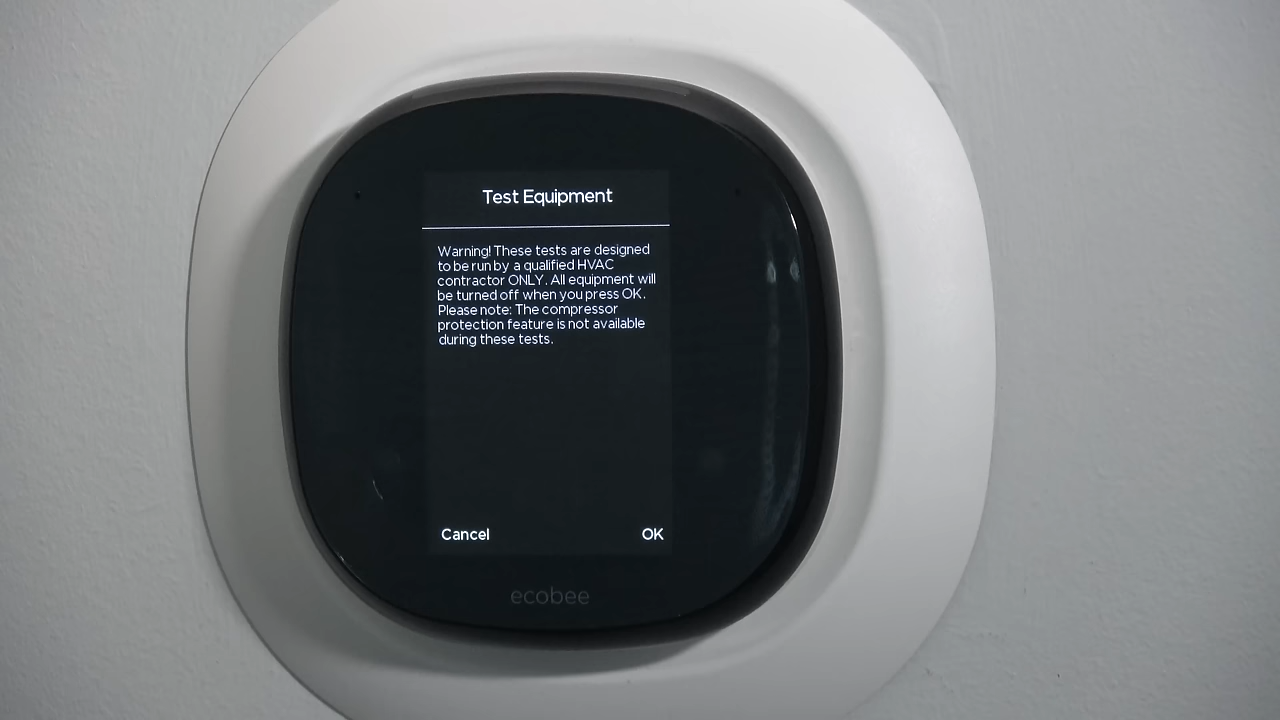 Test Equipment
Warning! These tests are designed
to be run by a qualified HVAC
contractor ONLY. All equipment will
be turned off when you press OK.
Please note: The compressor
protection feature is not available
during these tests.
Cancel OK
ecobee